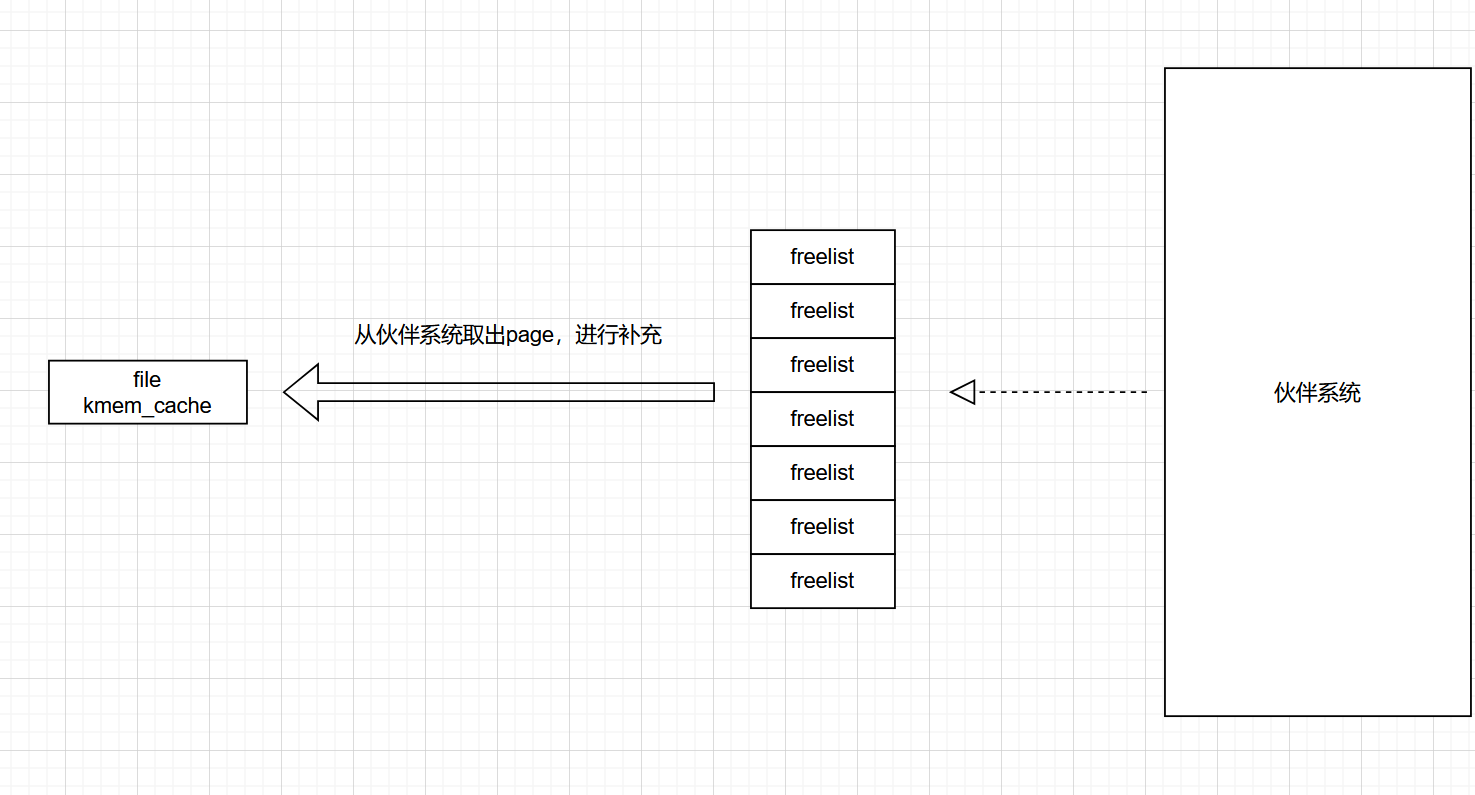 freelist
freelist
从伙伴系统取出page，进行补充
freelist
file
kmem_cache
伙伴系统
freelist
freelist
freelist
freelist